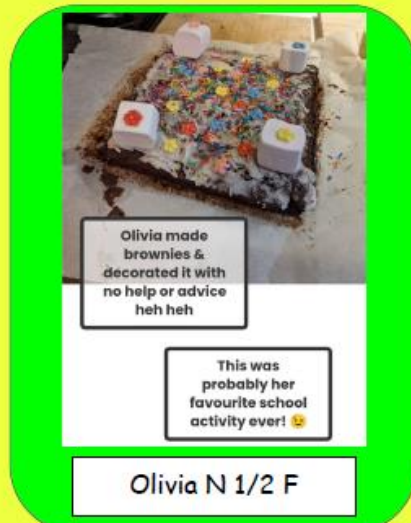 Olivia made
brownies &
decorated it with
no help or advice
heh heh
This was
probably her
favourite school
activity ever! 😉
Olivia N 1/2 F